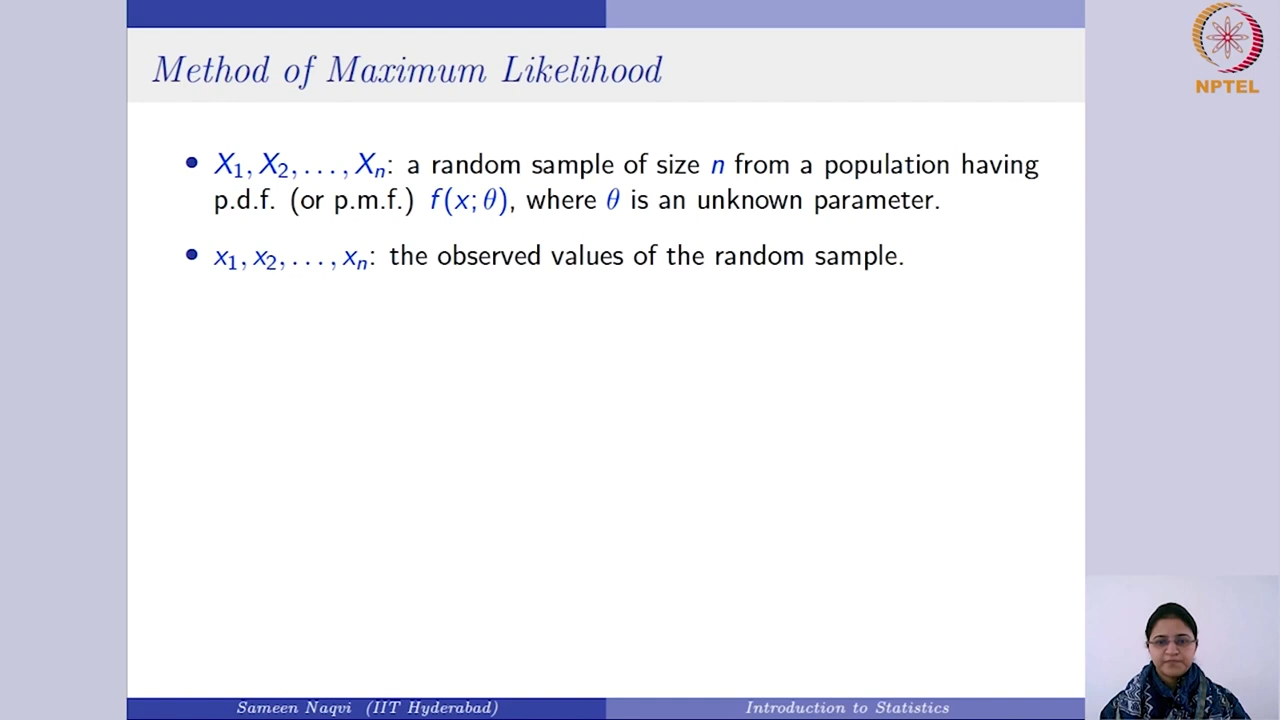 Method of Maximum Likelihood
NPTEL
• X₁, X₂, . . . , Xₙ: a random sample of size n from a population having
p.d.f. (or p.m.f.) f(x; θ), where θ is an unknown parameter.
• x₁, x₂, . . . , xₙ: the observed values of the random sample.
Sameen Naqvi (IIT Hyderabad)
Introduction to Statistics